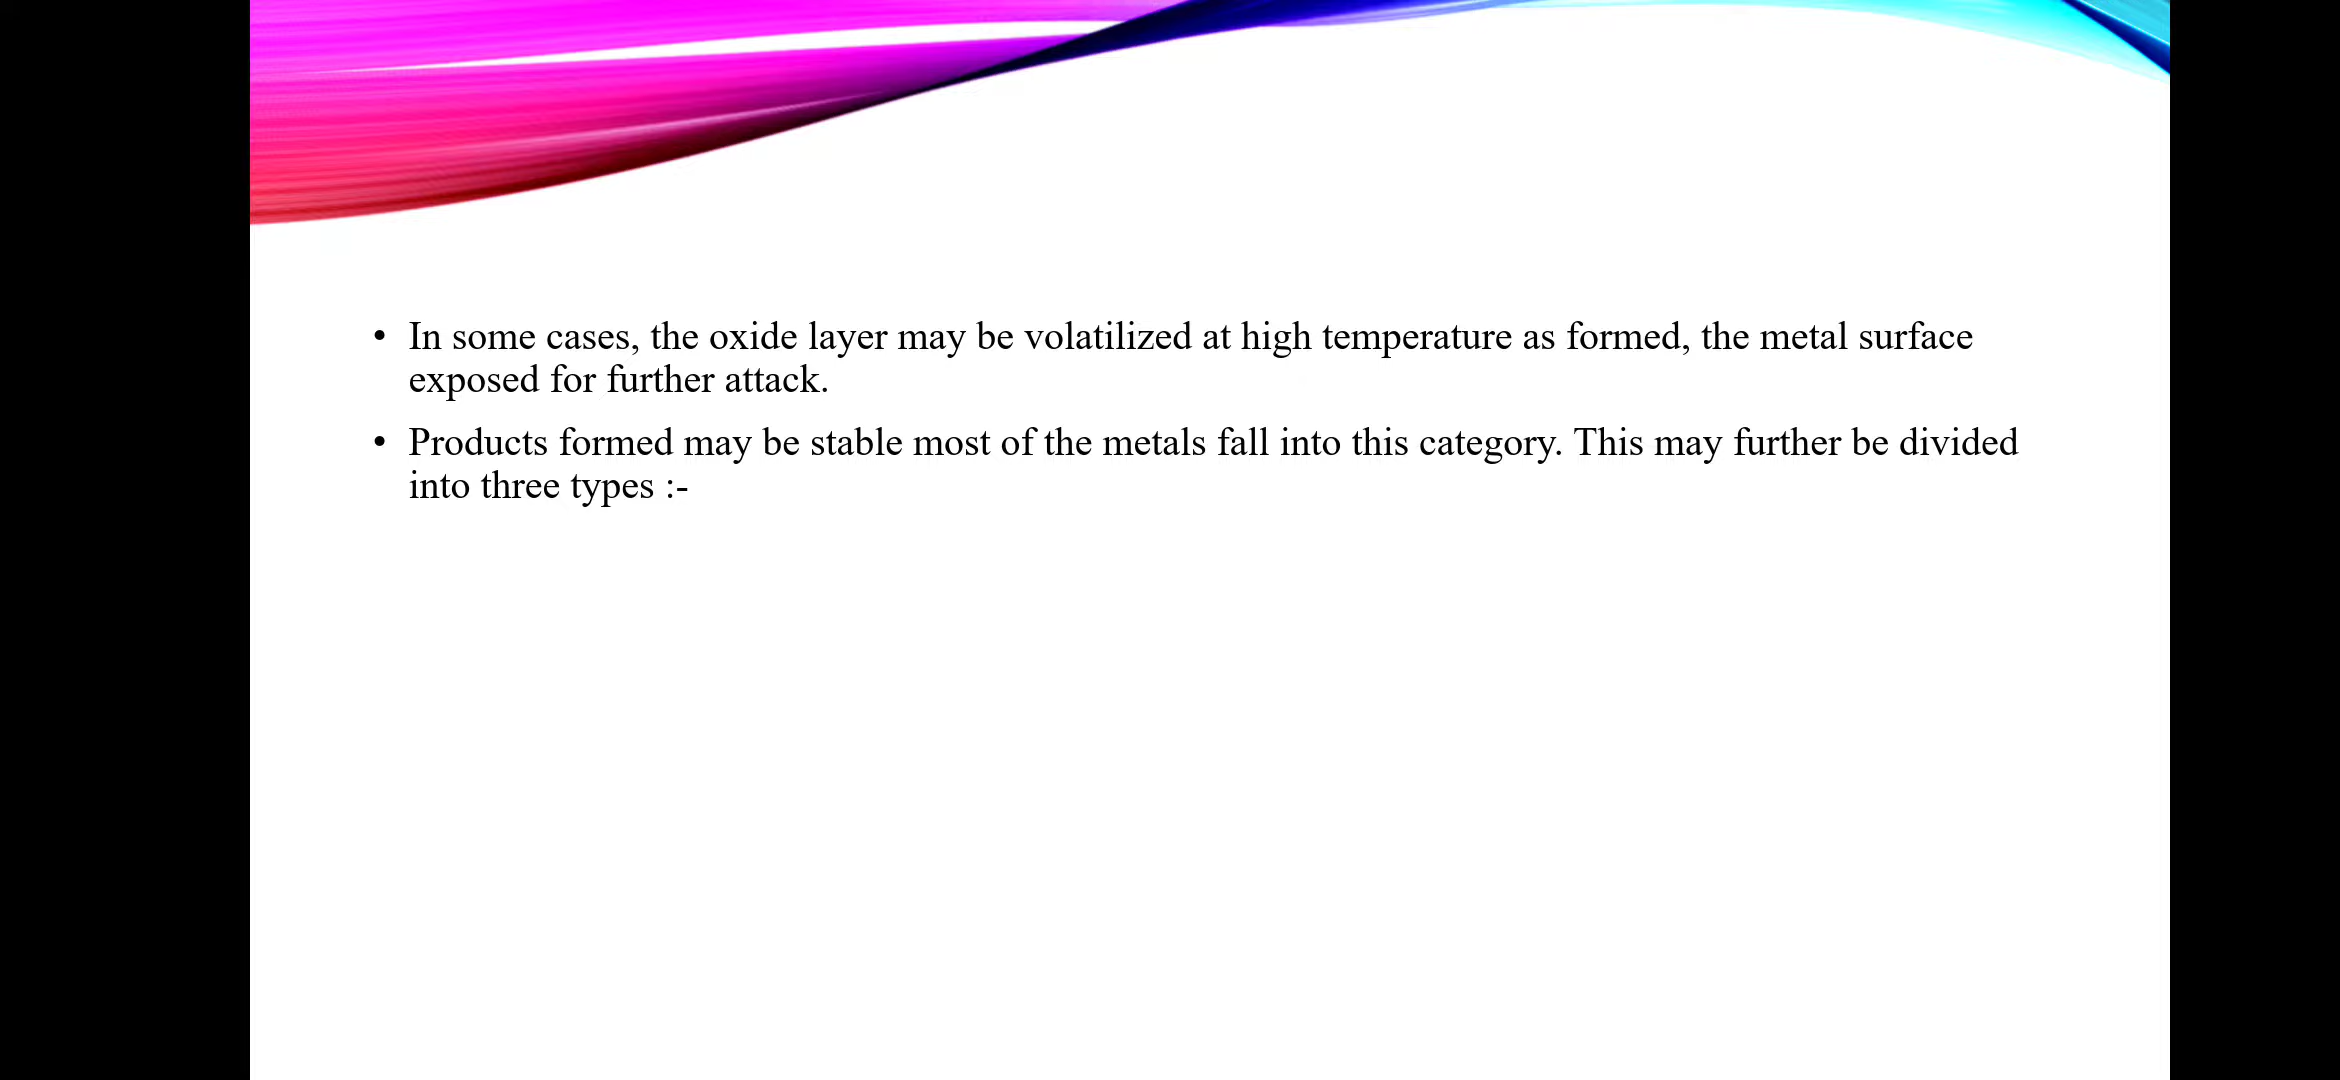 • In some cases, the oxide layer may be volatilized at high temperature as formed, the metal surface
exposed for further attack.
• Products formed may be stable most of the metals fall into this category. This may further be divided
into three types :-